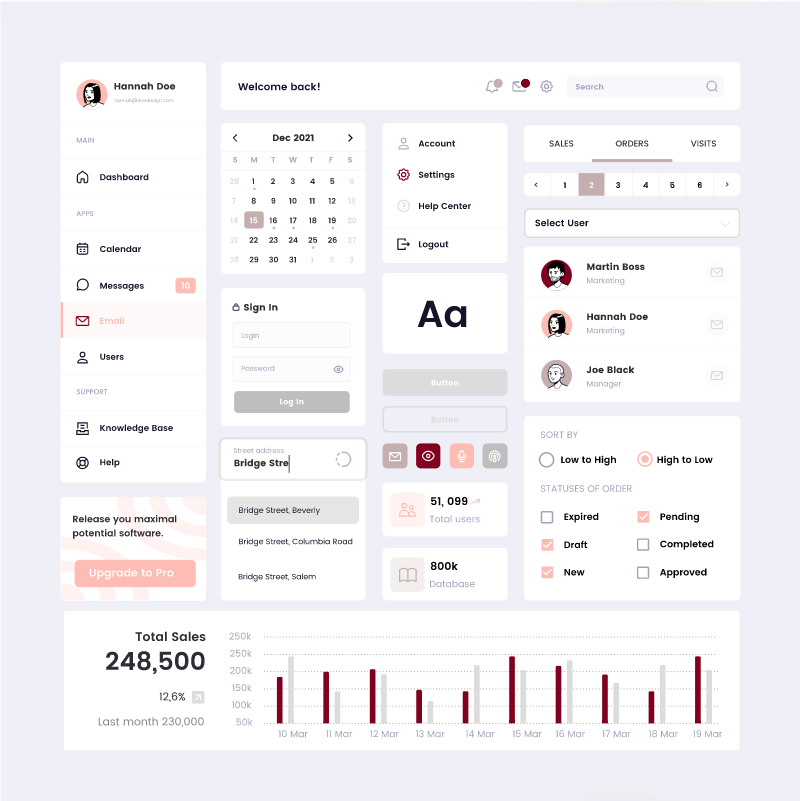 Hannah Doe
hannah@doedesign.com
MAIN
Dashboard
APPS
Calendar
Messages 10
Email
Users
SUPPORT
Knowledge Base
Help
Release you maximal
potential software.
Upgrade to Pro
Welcome back!
Search
Dec 2021
S M T W T F S
28 1 2 3 4 5 6
7 8 9 10 11 12 13
14 15 16 17 18 19 20
21 22 23 24 25 26 27
28 29 30 31 1 2 3
Sign In
Login
Password
Log In
Street address
Bridge Stre
Bridge Street, Beverly
Bridge Street, Columbia Road
Bridge Street, Salem
Account
Settings
Help Center
Logout
Aa
Button
Button
51, 099
Total users
800k
Database
SALES ORDERS VISITS
< 1 2 3 4 5 6 >
Select User
Martin Boss
Marketing
Hannah Doe
Marketing
Joe Black
Manager
SORT BY
Low to High High to Low
STATUSES OF ORDER
Expired Pending
Draft Completed
New Approved
Total Sales
248,500
12,6%
Last month 230,000
250k
250k
200k
150k
100k
50k
10 Mar 11 Mar 12 Mar 13 Mar 14 Mar 15 Mar 16 Mar 17 Mar 18 Mar 19 Mar